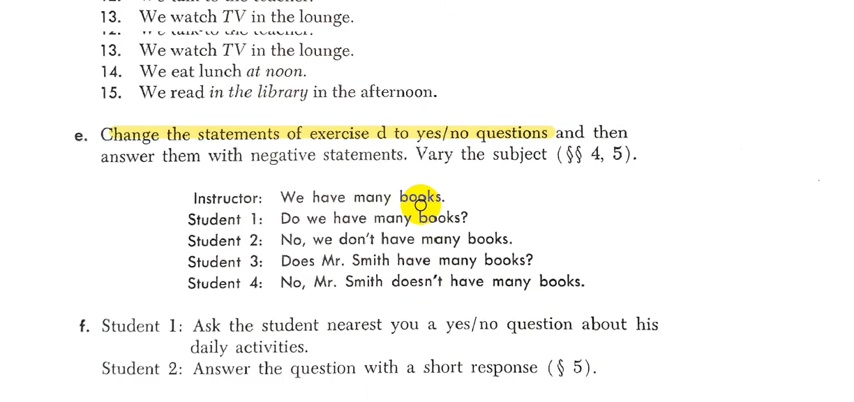 13. We watch TV in the lounge.
13. We watch TV in the lounge.
14. We eat lunch at noon.
15. We read in the library in the afternoon.
e. Change the statements of exercise d to yes/no questions and then
answer them with negative statements. Vary the subject (§§ 4, 5).
Instructor: We have many books.
Student 1: Do we have many books?
Student 2: No, we don't have many books.
Student 3: Does Mr. Smith have many books?
Student 4: No, Mr. Smith doesn't have many books.
f. Student 1: Ask the student nearest you a yes/no question about his
daily activities.
Student 2: Answer the question with a short response (§ 5).